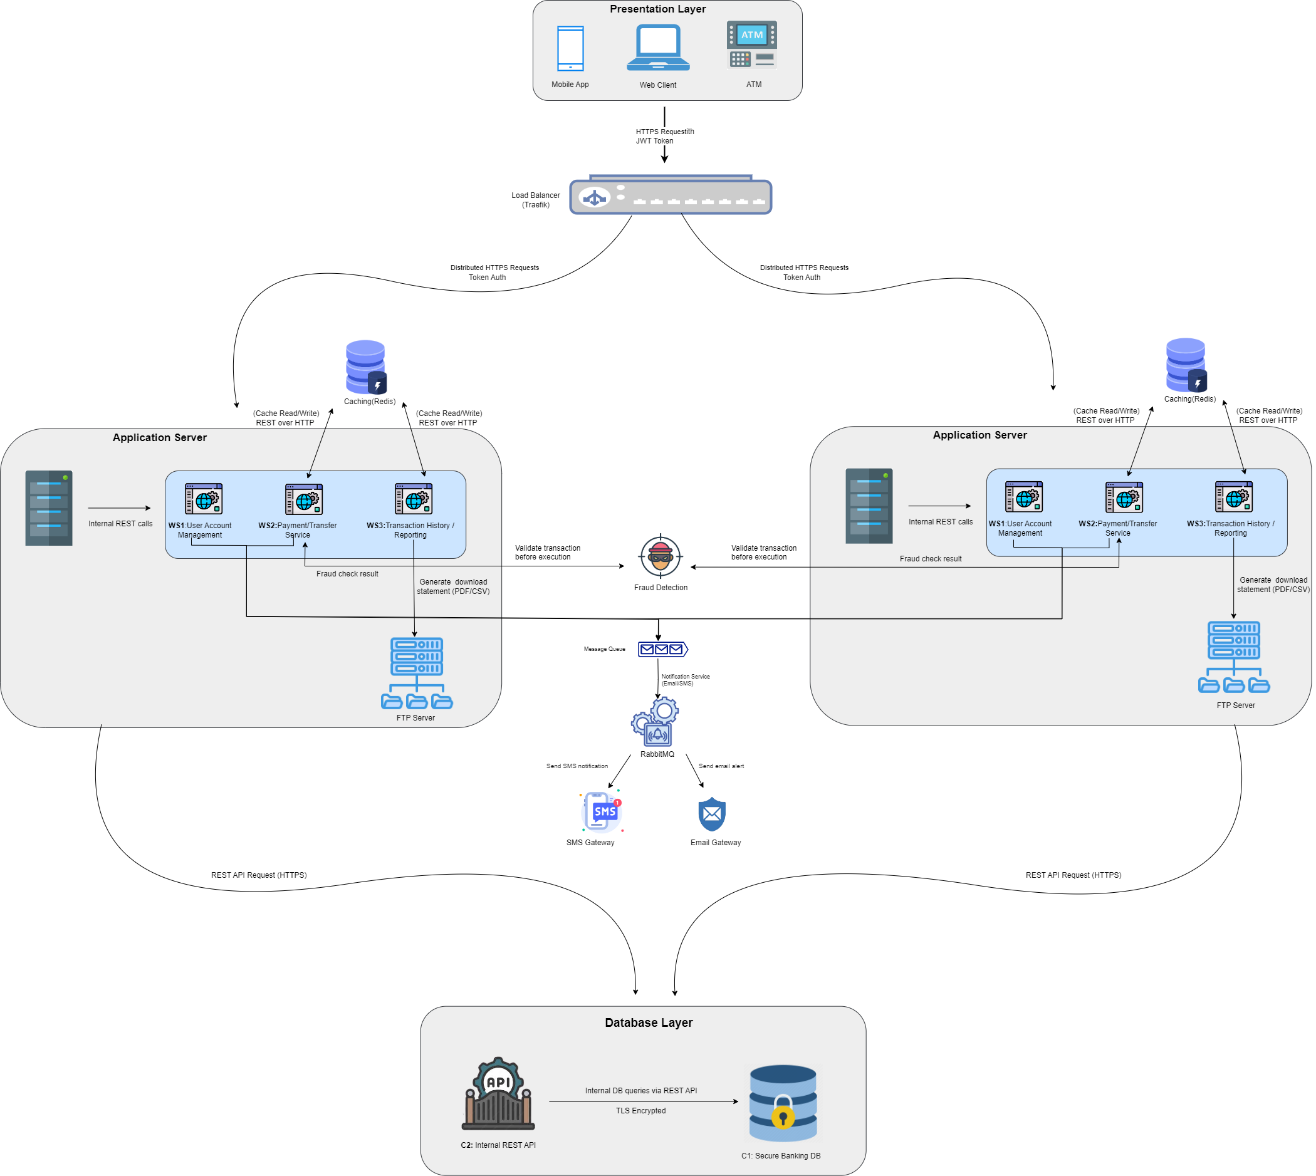 Presentation Layer
ATM
Mobile App
Web Client
ATM
HTTPS Requestith
JWT Token
Load Balancer
(Traefik)
Distributed HTTPS Requests
Token Auth
Distributed HTTPS Requests
Token Auth
Caching(Redis)
(Cache Read/Write)
REST over HTTP
(Cache Read/Write)
REST over HTTP
Caching(Redis)
(Cache Read/Write)
REST over HTTP
(Cache Read/Write)
REST over HTTP
Application Server
Internal REST calls
WS1:User Account
Management
WS2:Payment/Transfer
Service
WS3:Transaction History /
Reporting
Fraud check result
Generate download
statement (PDF/CSV)
FTP Server
Validate transaction
before execution
Fraud Detection
Validate transaction
before execution
Application Server
Internal REST calls
WS1:User Account
Management
WS2:Payment/Transfer
Service
WS3:Transaction History /
Reporting
Fraud check result
Generate download
statement (PDF/CSV)
FTP Server
Message Queue
Notification Service
(Email/SMS)
RabbitMQ
Send SMS notification
Send email alert
SMS
1
SMS Gateway
Email Gateway
REST API Request (HTTPS)
REST API Request (HTTPS)
Database Layer
API
Internal DB queries via REST API
TLS Encrypted
C2: Internal REST API
C1: Secure Banking DB